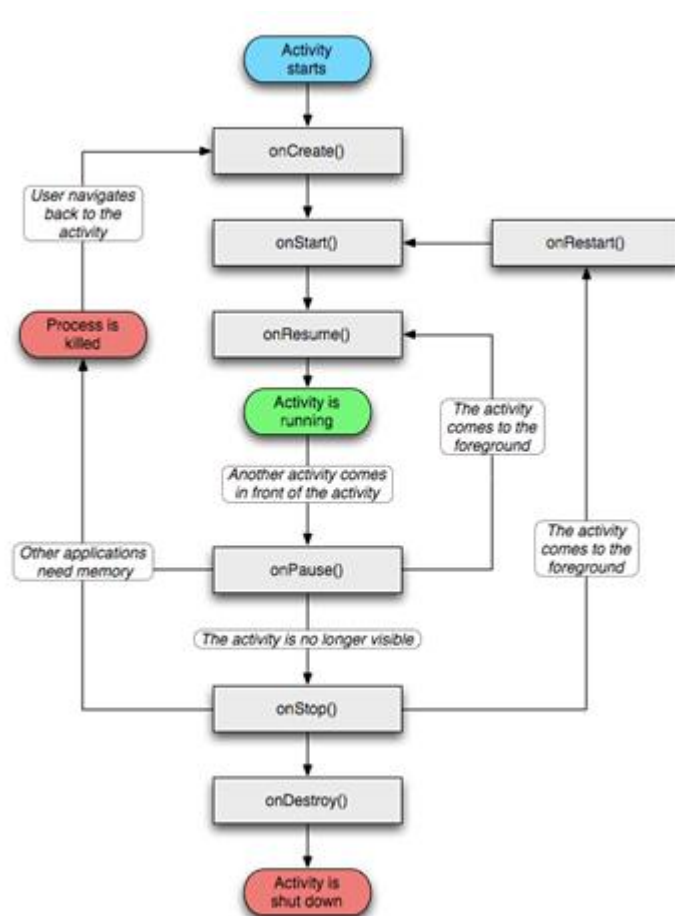 Activity
starts
onCreate()
User navigates
back to the
activity
onStart()
onRestart()
Process is
killed
onResume()
Activity is
running
The activity
comes to the
foreground
Another activity comes
in front of the activity
Other applications
need memory
onPause()
The activity
comes to the
foreground
The activity is no longer visible
onStop()
onDestroy()
Activity is
shut down